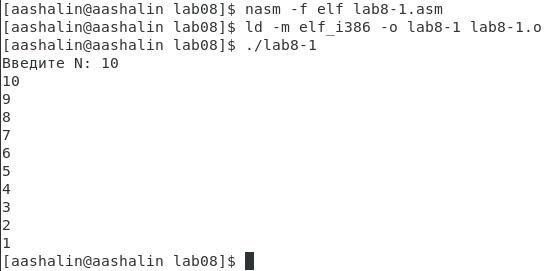 [aashalin@aashalin lab08]$ nasm -f elf lab8-1.asm
[aashalin@aashalin lab08]$ ld -m elf_i386 -o lab8-1 lab8-1.o
[aashalin@aashalin lab08]$ ./lab8-1
Введите N: 10
10
9
8
7
6
5
4
3
2
1
[aashalin@aashalin lab08]$